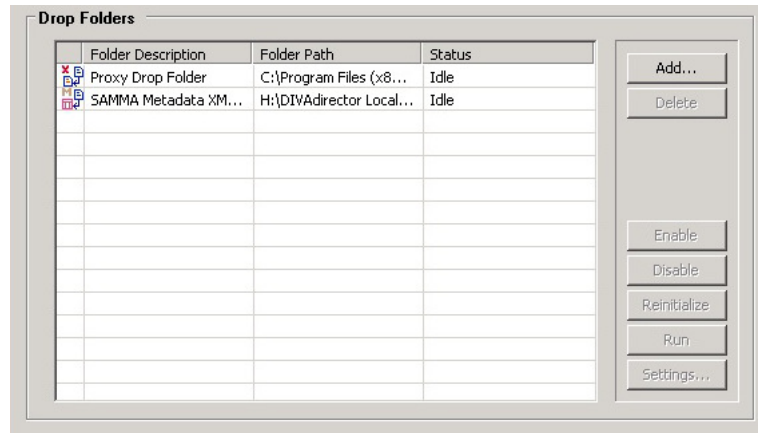 Drop Folders
Folder Description Folder Path Status
Proxy Drop Folder C:\Program Files (x8... Idle
SAMMA Metadata XM... H:\DIVAdirector Local... Idle
Add...
Delete
Enable
Disable
Reinitialize
Run
Settings...